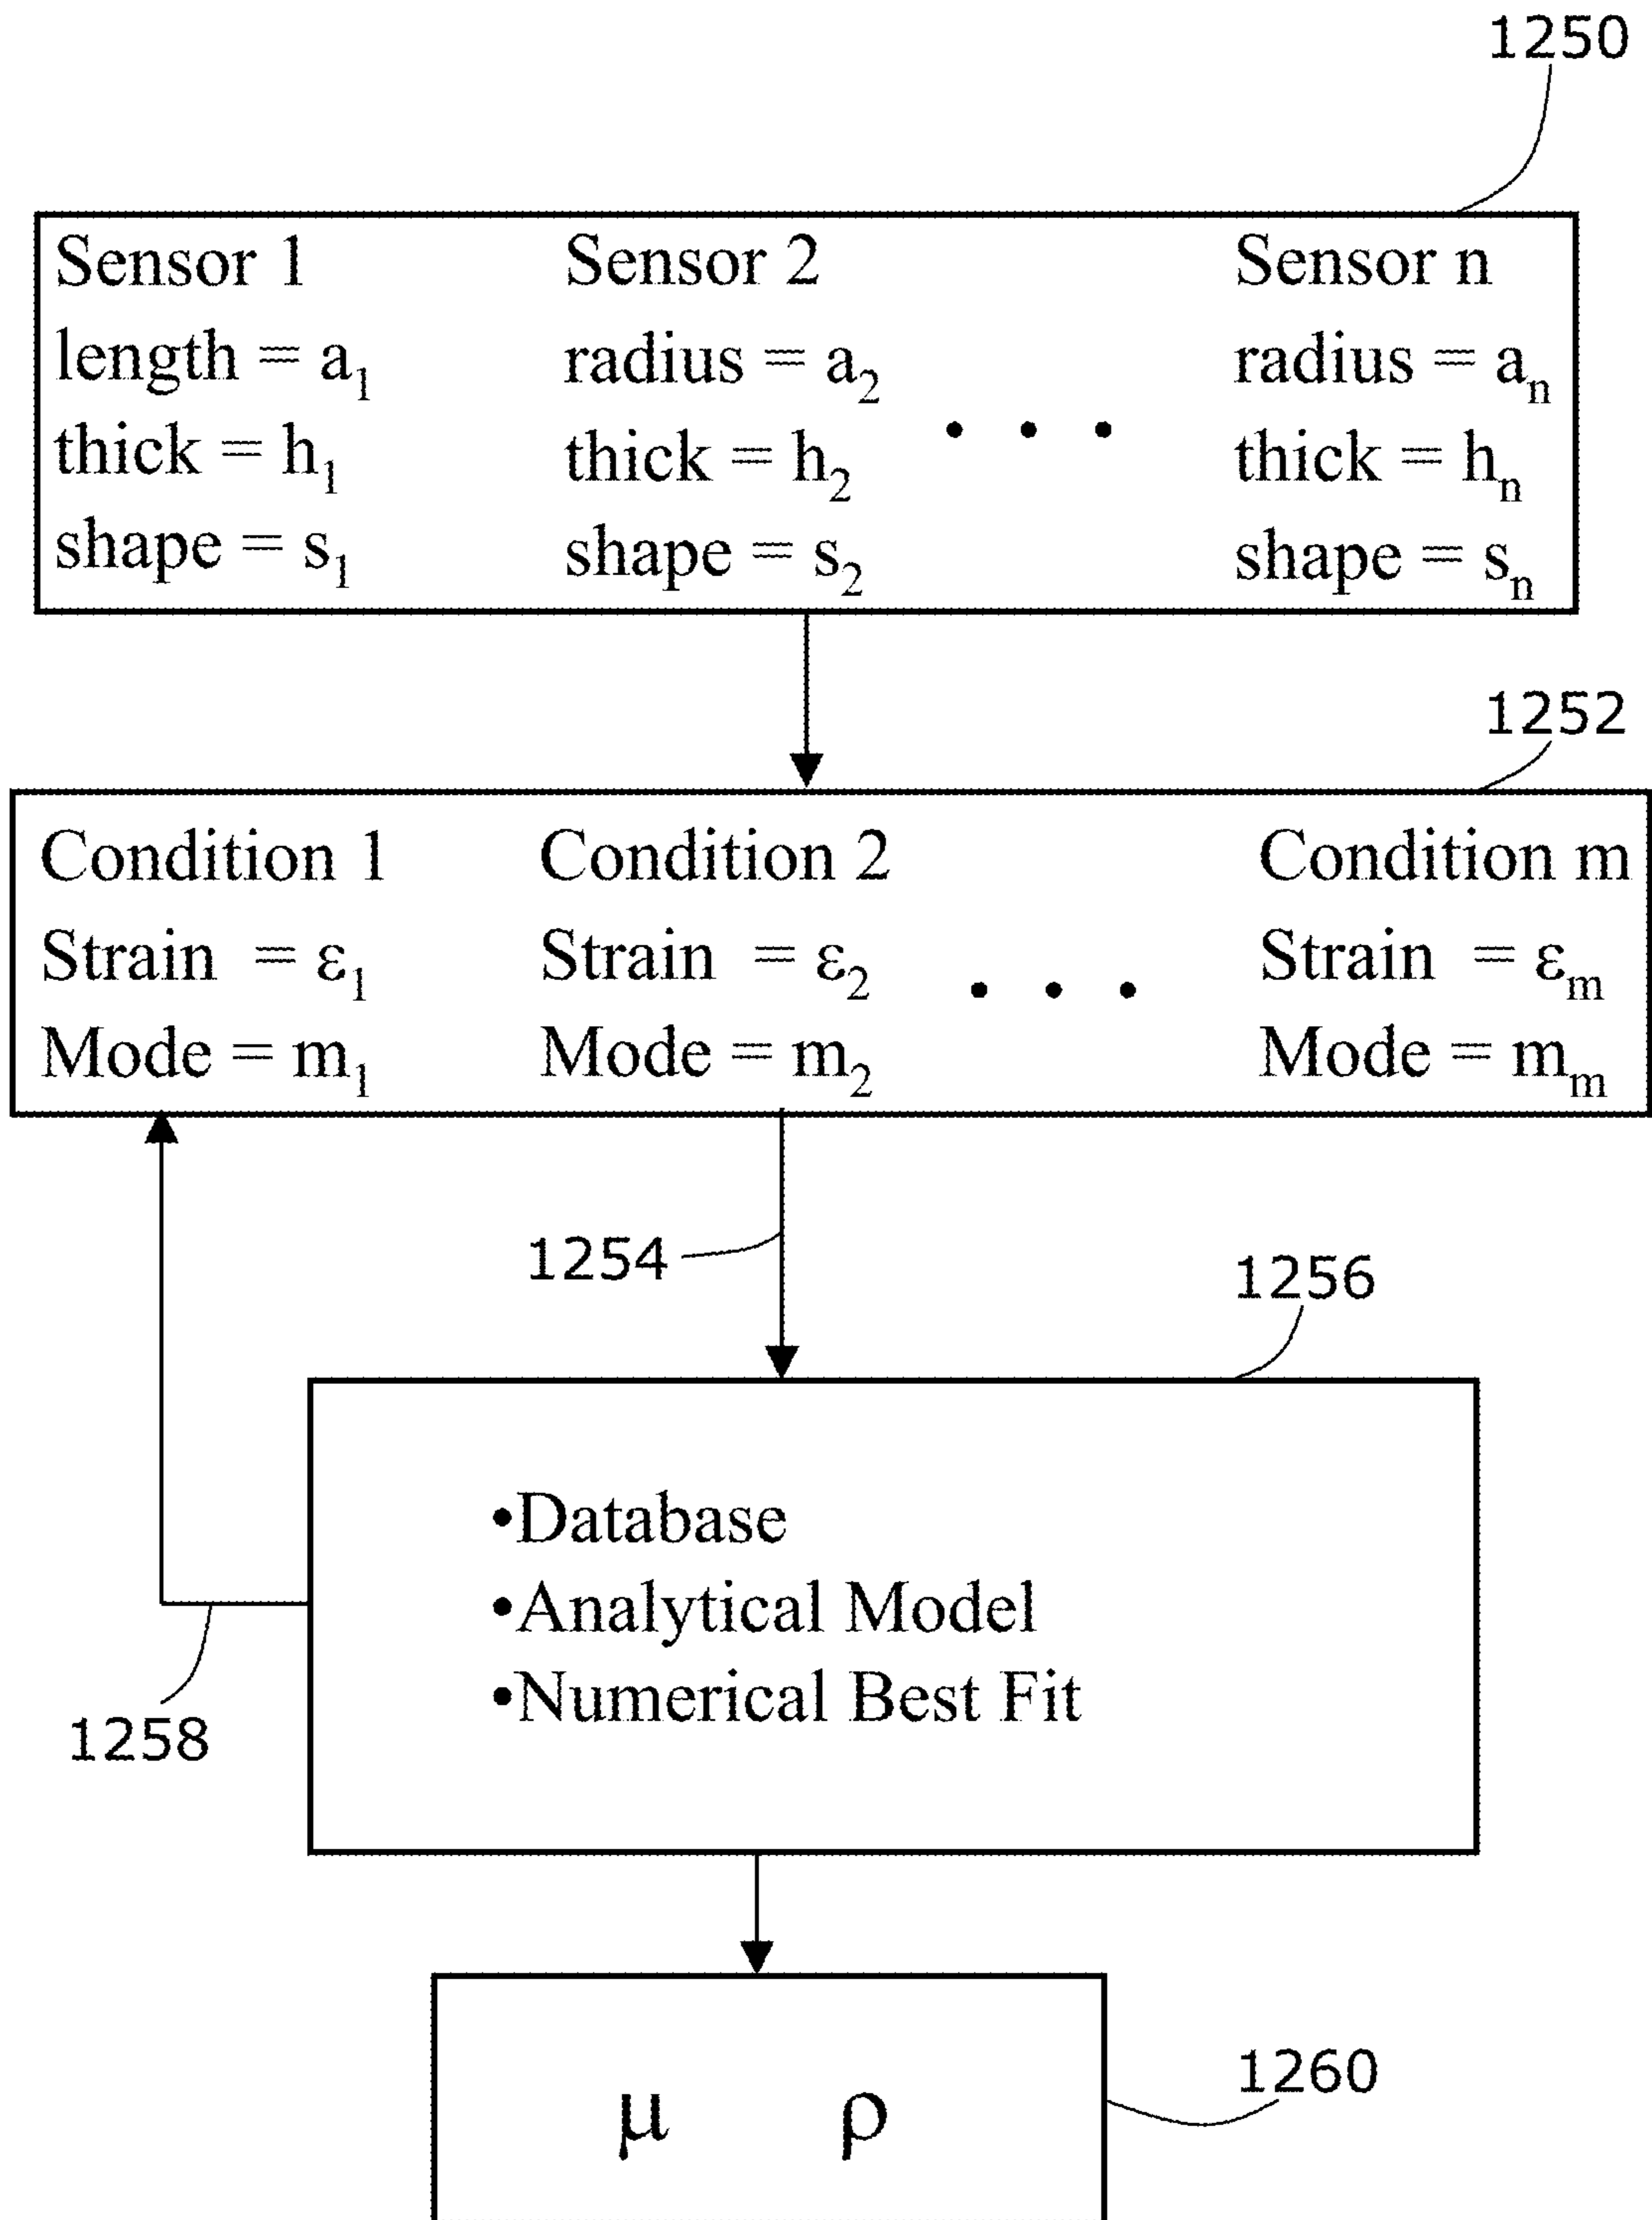 1250
Sensor 1 Sensor 2 Sensor n
length = a₁ radius = a₂ radius = aₙ
thick = h₁ thick = h₂ • • • thick = hₙ
shape = s₁ shape = s₂ shape = sₙ
1252
Condition 1 Condition 2 Condition m
Strain = ε₁ Strain = ε₂ • • • Strain = εₘ
Mode = m₁ Mode = m₂ Mode = mₘ
1254
1256
•Database
•Analytical Model
•Numerical Best Fit
1258
1260
μ ρ